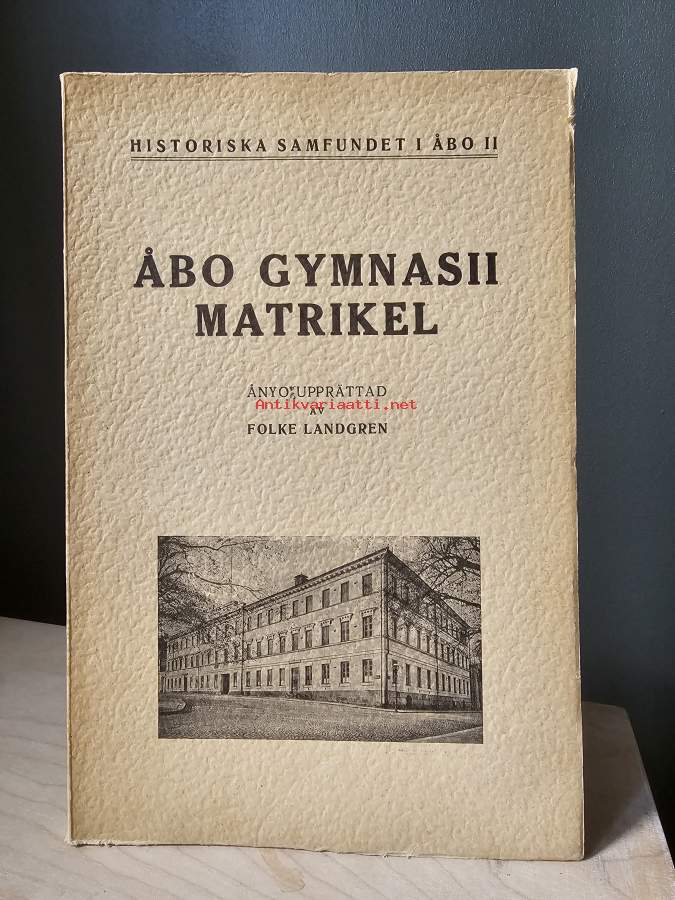 HISTORISKA SAMFUNDET I ÅBO II
ÅBO GYMNASII
MATRIKEL
ÅNYO UPPRÄTTAD
Antikvariaatti.net
AV
FOLKE LANDGREN